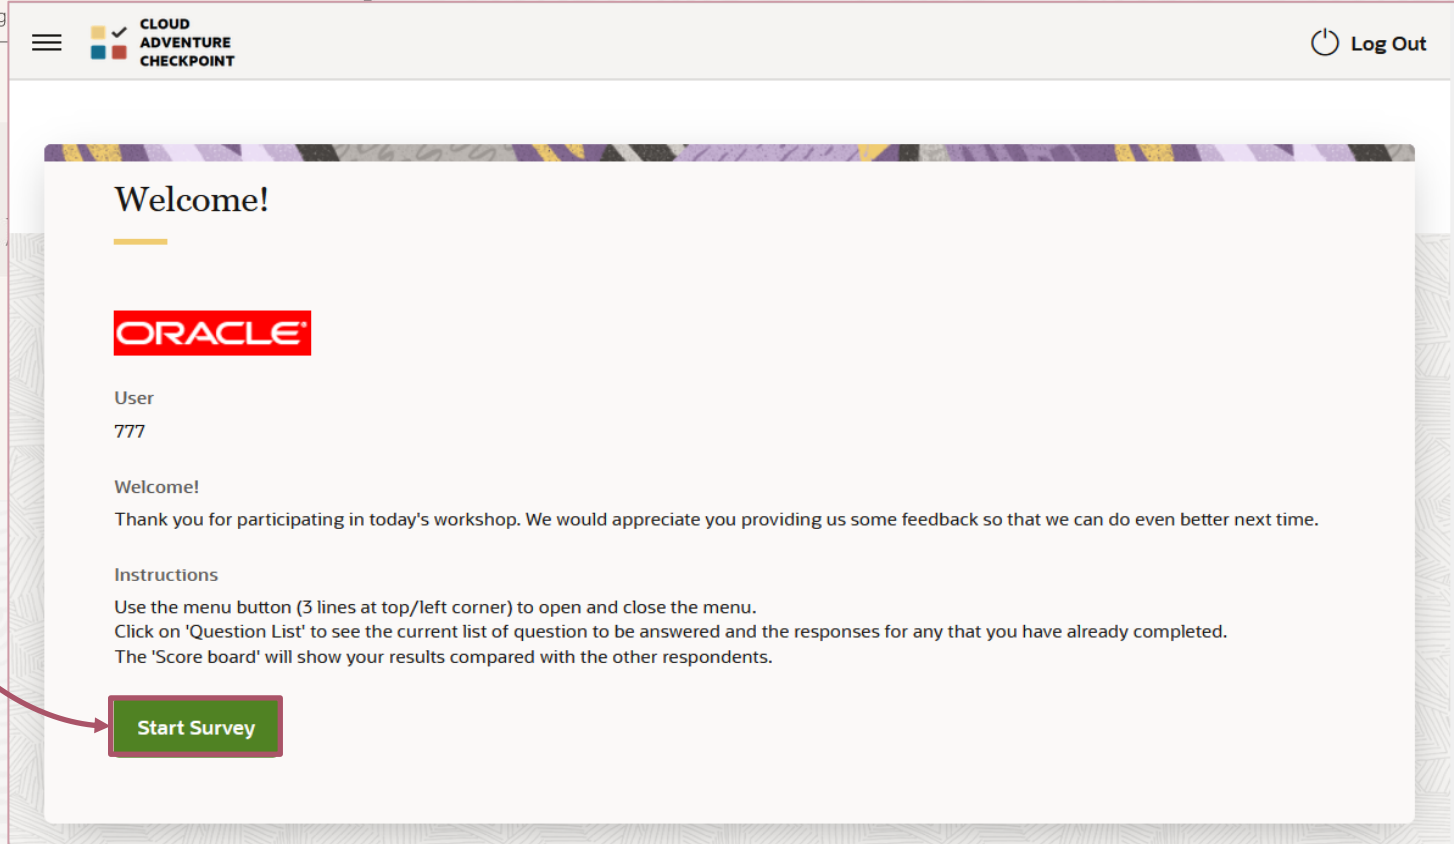 CLOUD
ADVENTURE
CHECKPOINT
Log Out
Welcome!
ORACLE
User
777
Welcome!
Thank you for participating in today's workshop. We would appreciate you providing us some feedback so that we can do even better next time.
Instructions
Use the menu button (3 lines at top/left corner) to open and close the menu.
Click on 'Question List' to see the current list of question to be answered and the responses for any that you have already completed.
The 'Score board' will show your results compared with the other respondents.
Start Survey